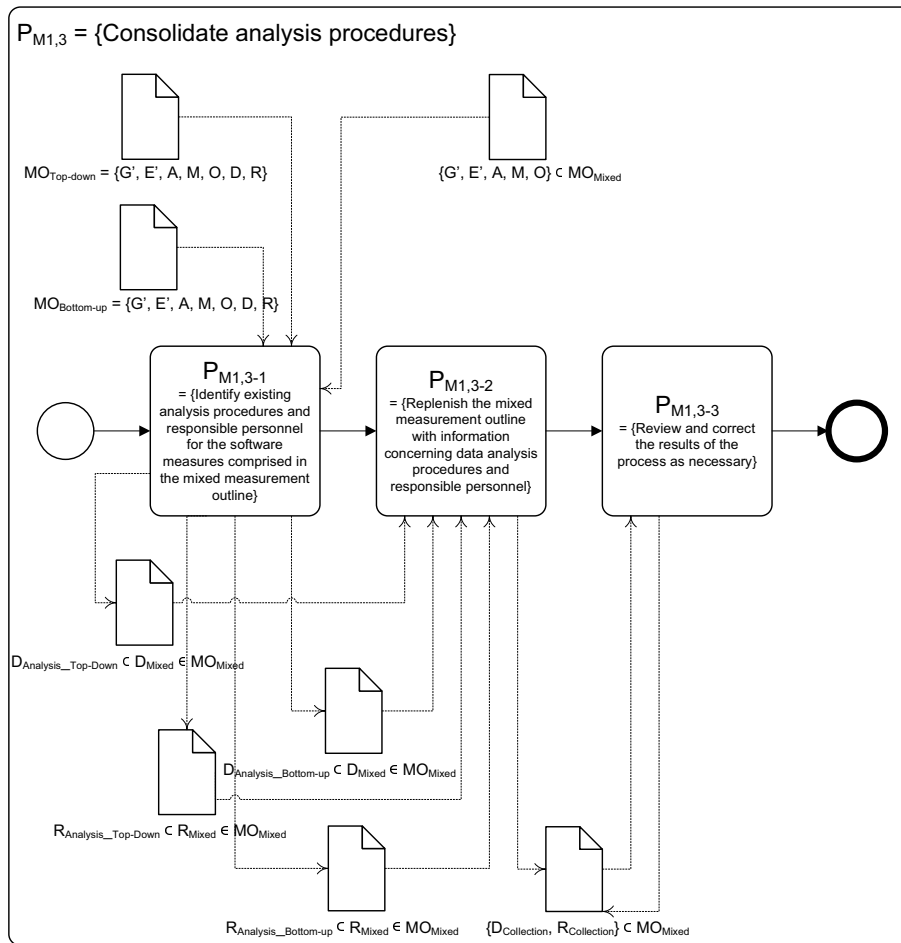 P_M1,3 = {Consolidate analysis procedures}
MO_Top-down = {G’, E’, A, M, O, D, R}
{G’, E’, A, M, O} ⊂ MO_Mixed
MO_Bottom-up = {G’, E’, A, M, O, D, R}
P_M1,3-1
= {Identify existing
analysis procedures and
responsible personnel
for the software
measures comprised in
the mixed measurement
outline}
P_M1,3-2
= {Replenish the mixed
measurement outline
with information
concerning data analysis
procedures and
responsible personnel}
P_M1,3-3
= {Review and correct
the results of the
process as necessary}
D_Analysis_Top-Down ⊂ D_Mixed ∈ MO_Mixed
D_Analysis_Bottom-up ⊂ D_Mixed ∈ MO_Mixed
R_Analysis_Top-Down ⊂ R_Mixed ∈ MO_Mixed
R_Analysis_Bottom-up ⊂ R_Mixed ∈ MO_Mixed
{D_Collection, R_Collection} ⊂ MO_Mixed